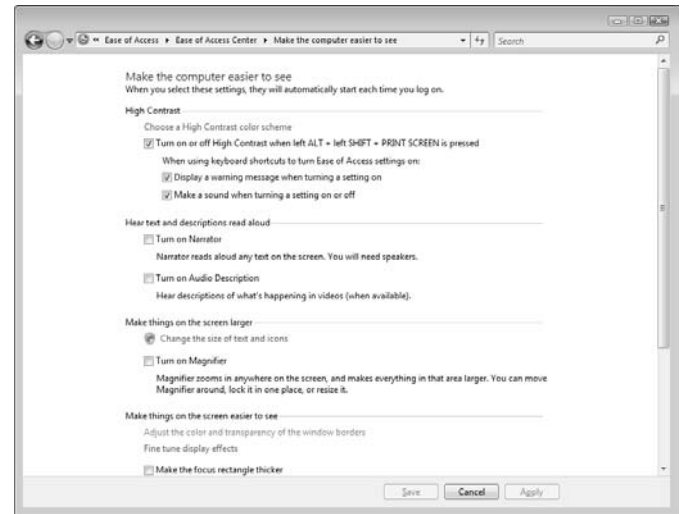 Ease of Access ▸ Ease of Access Center ▸ Make the computer easier to see
Search
Make the computer easier to see
When you select these settings, they will automatically start each time you log on.
High Contrast
Choose a High Contrast color scheme
Turn on or off High Contrast when left ALT + left SHIFT + PRINT SCREEN is pressed
When using keyboard shortcuts to turn Ease of Access settings on:
Display a warning message when turning a setting on
Make a sound when turning a setting on or off
Hear text and descriptions read aloud
Turn on Narrator
Narrator reads aloud any text on the screen. You will need speakers.
Turn on Audio Description
Hear descriptions of what's happening in videos (when available).
Make things on the screen larger
Change the size of text and icons
Turn on Magnifier
Magnifier zooms in anywhere on the screen, and makes everything in that area larger. You can move
Magnifier around, lock it in one place, or resize it.
Make things on the screen easier to see
Adjust the color and transparency of the window borders
Fine tune display effects
Make the focus rectangle thicker
Save Cancel Apply